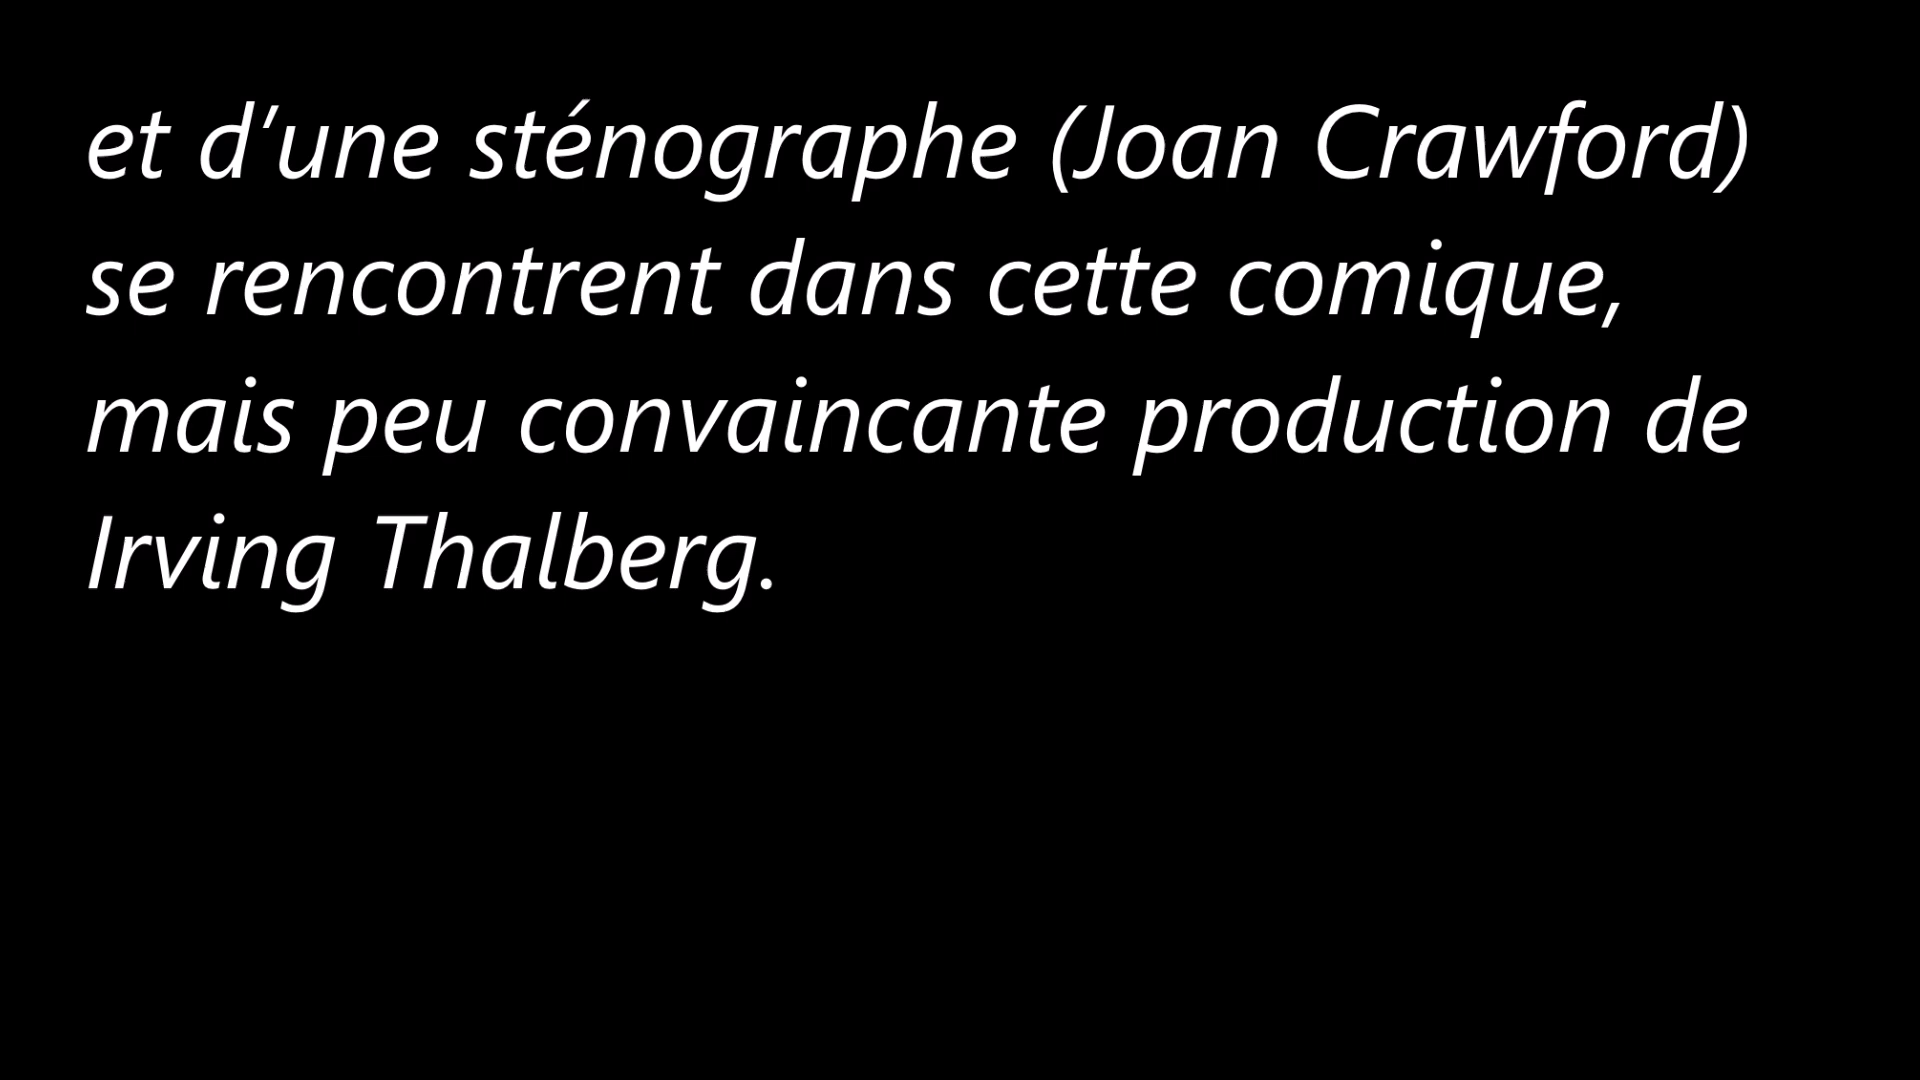 et d’une sténographe (Joan Crawford)
se rencontrent dans cette comique,
mais peu convaincante production de
Irving Thalberg.